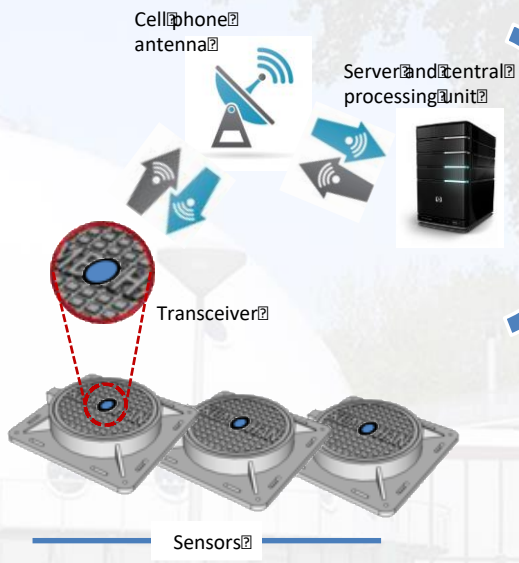 Cell�phone�
antenna�
Server�and�central�
processing�unit�
Transceiver�
Sensors�